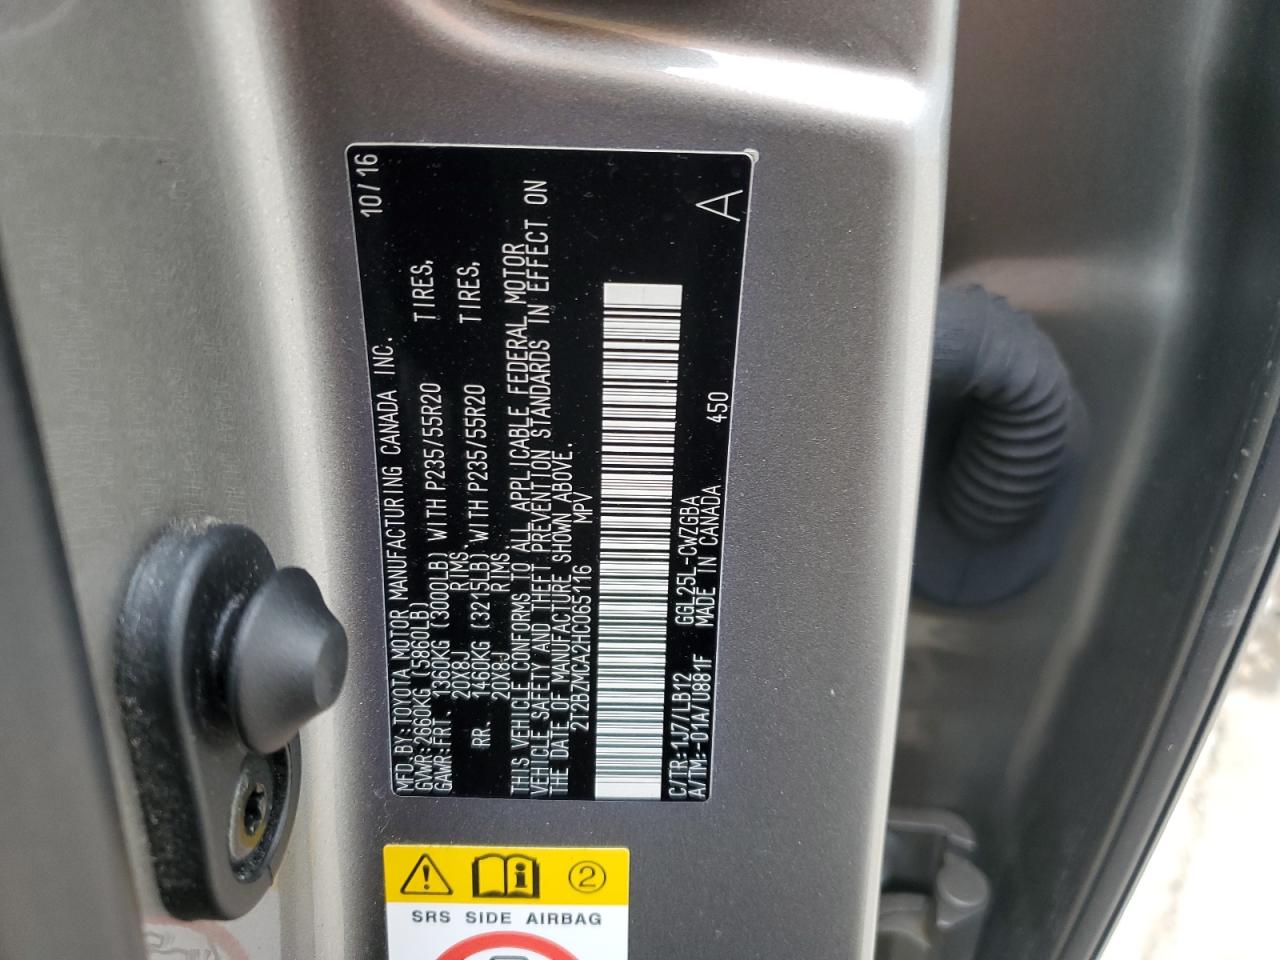 MFD.BY:TOYOTA MOTOR MANUFACTURING CANADA INC. 10/16
GVWR:2660KG (5860LB)
GAWR:FRT. 1360KG (3000LB) WITH P235/55R20 TIRES,
20X8J RIMS.
RR. 1460KG (3215LB) WITH P235/55R20 TIRES,
20X8J RIMS.
THIS VEHICLE CONFORMS TO ALL APPLICABLE FEDERAL MOTOR
VEHICLE SAFETY AND THEFT PREVENTION STANDARDS IN EFFECT ON
THE DATE OF MANUFACTURE SHOWN ABOVE.
2T2BZMCA2HC065116 MPV
C/TR:1J7/LB12 GGL25L-CWZGBA 450
A/TM:-01A/U881F MADE IN CANADA A
2
SRS SIDE AIRBAG